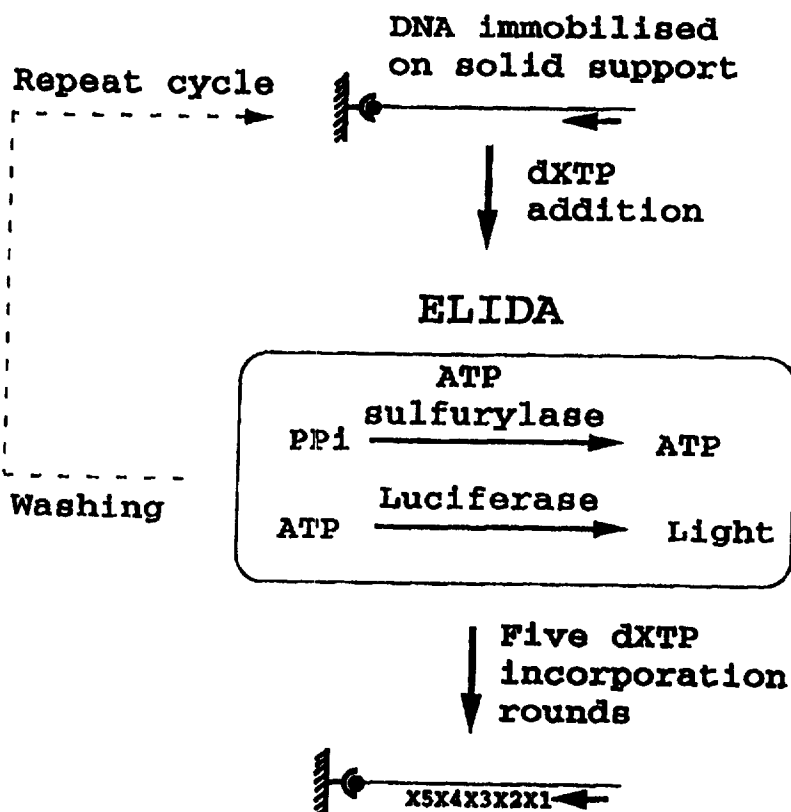 DNA immobilised
on solid support
Repeat cycle
dXTP
addition
ELIDA
ATP
sulfurylase
PPi
ATP
Luciferase
ATP
Light
Washing
Five dXTP
incorporation
rounds
X5X4X3X2X1